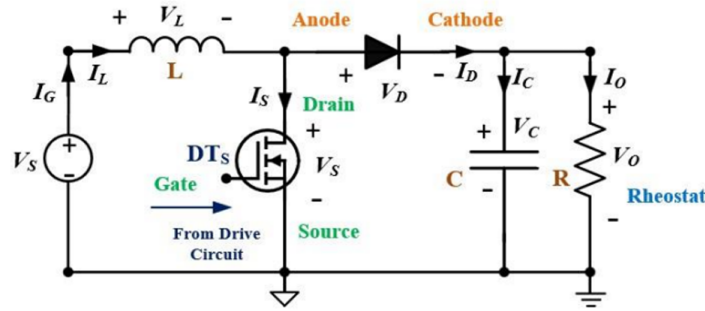 + V_L -
Anode
Cathode
I_G
I_L
L
+
V_D
-
I_D
I_C
I_O
I_S
Drain
+
V_S
+
-
DT_S
+
V_S
-
Gate
From Drive
Circuit
Source
+
V_C
C
-
+
R
V_O
-
Rheostat